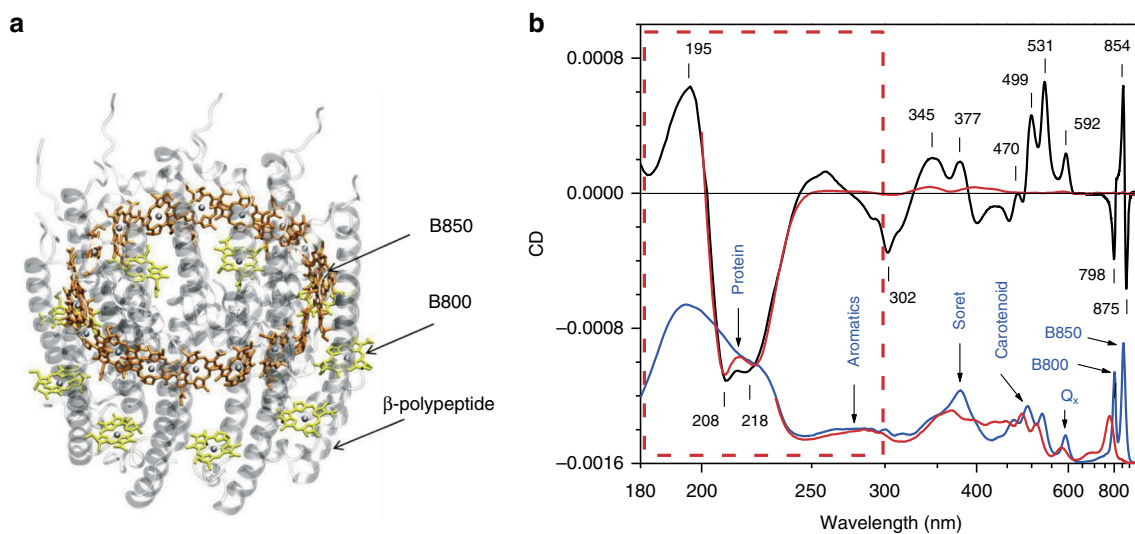 a
B850
B800
β-polypeptide
b
CD
0.0008
0.0000
−0.0008
−0.0016
195
208
218
302
345
377
470
499
531
592
854
798
875
Protein
Aromatics
Soret
Carotenoid
B850
B800
Qx
180
200
250
300
400
600
800
Wavelength (nm)